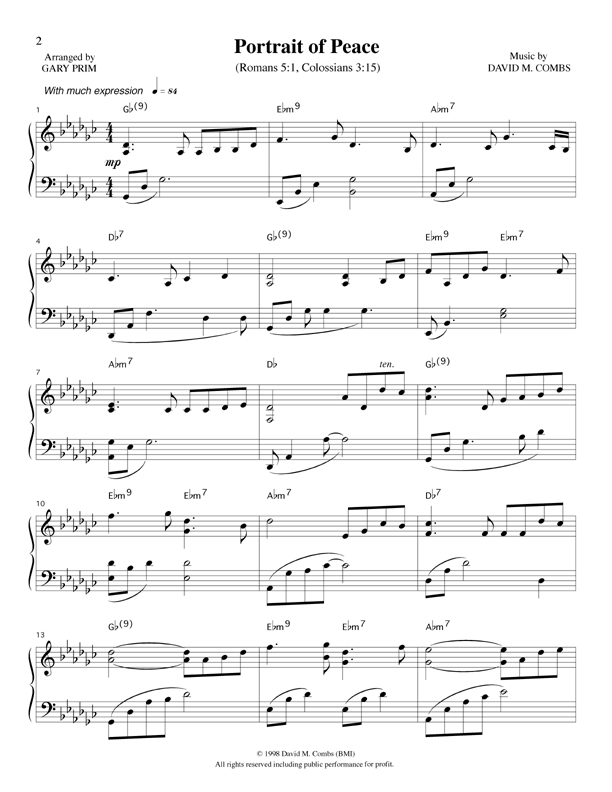 2
Portrait of Peace
Arranged by
GARY PRIM
(Romans 5:1, Colossians 3:15)
Music by
DAVID M. COMBS
With much expression ♩ = 84
1 G♭(9) E♭m9 A♭m7
mp
4 D♭7 G♭(9) E♭m9 E♭m7
7 A♭m7 D♭ ten. G♭(9)
10 E♭m9 E♭m7 A♭m7 D♭7
13 G♭(9) E♭m9 E♭m7 A♭m7
© 1998 David M. Combs (BMI)
All rights reserved including public performance for profit.